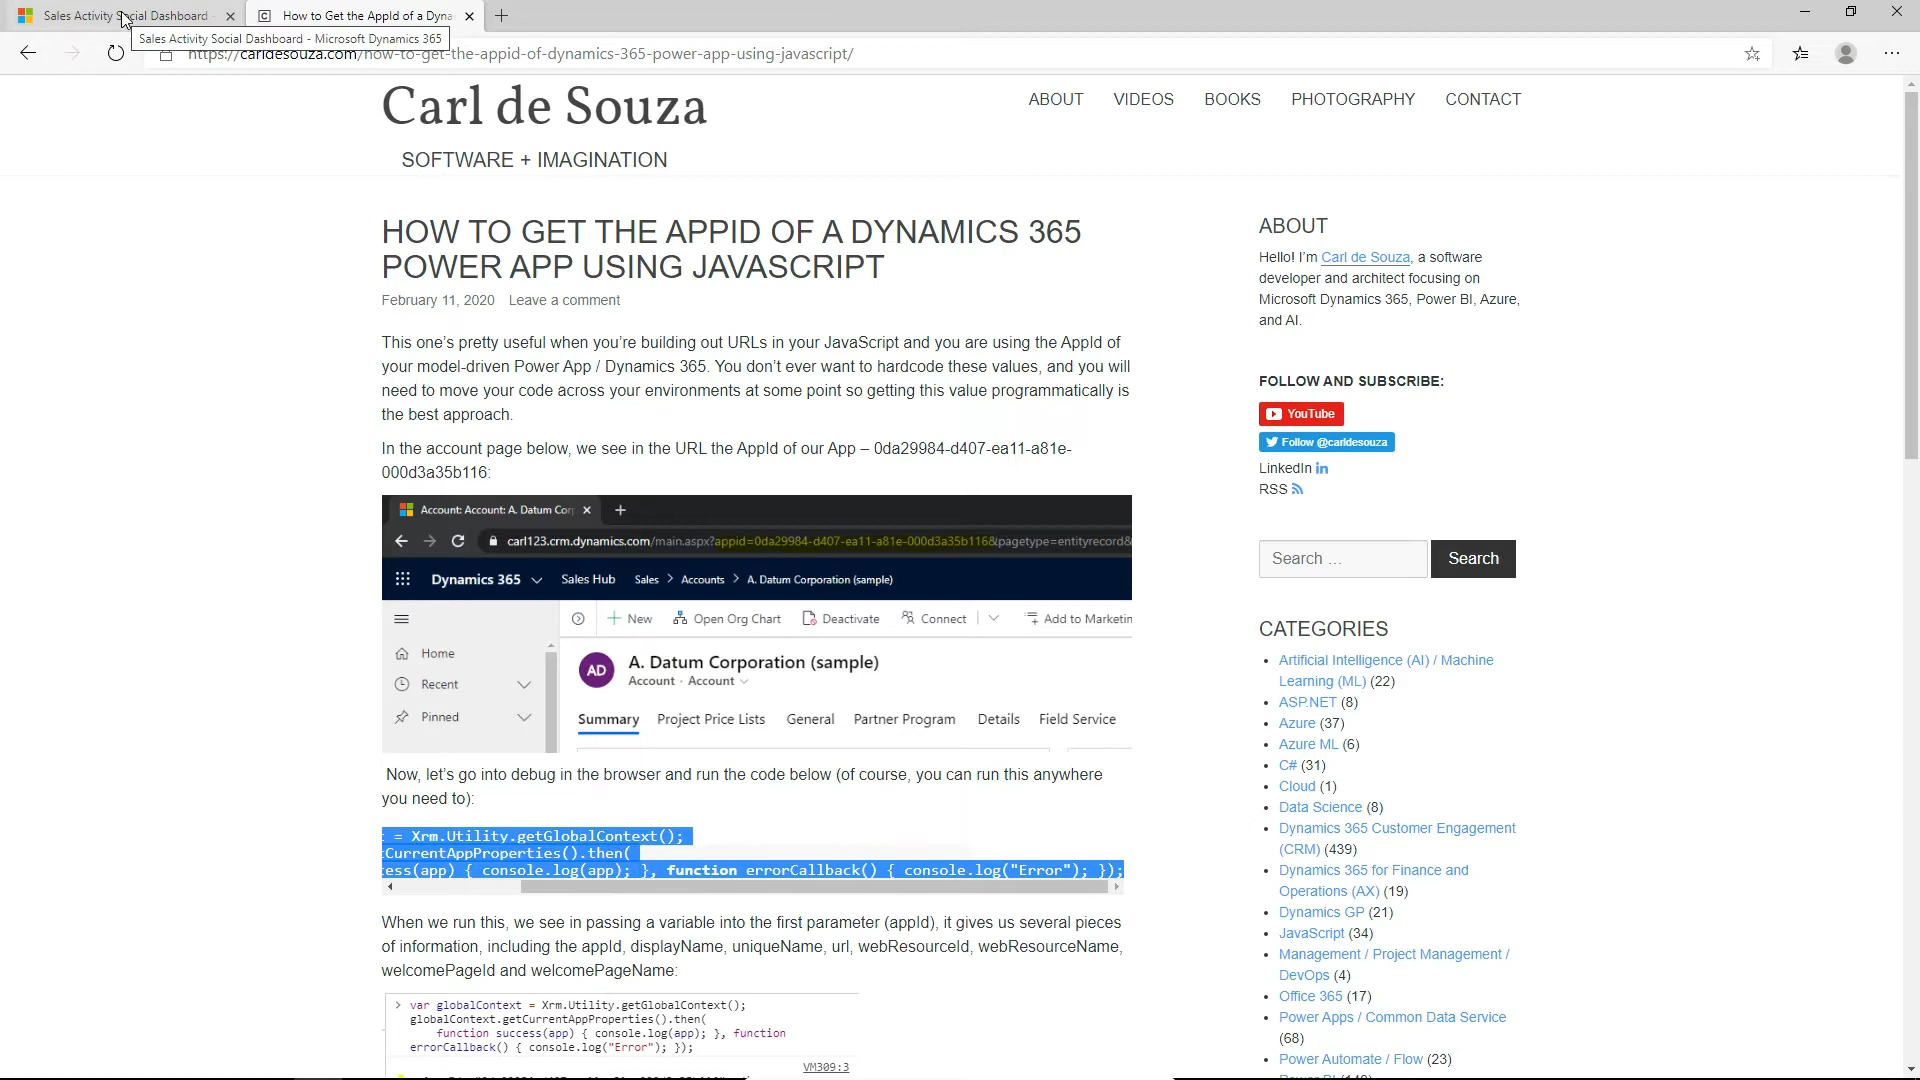 Sales Activity Social Dashboard
How to Get the AppId of a Dyna
Sales Activity Social Dashboard - Microsoft Dynamics 365
https://carldesouza.com/how-to-get-the-appid-of-dynamics-365-power-app-using-javascript/
Carl de Souza
ABOUT VIDEOS BOOKS PHOTOGRAPHY CONTACT
SOFTWARE + IMAGINATION
HOW TO GET THE APPID OF A DYNAMICS 365
POWER APP USING JAVASCRIPT
February 11, 2020 Leave a comment
This one’s pretty useful when you’re building out URLs in your JavaScript and you are using the AppId of
your model-driven Power App / Dynamics 365. You don’t ever want to hardcode these values, and you will
need to move your code across your environments at some point so getting this value programmatically is
the best approach.
In the account page below, we see in the URL the AppId of our App – 0da29984-d407-ea11-a81e-
000d3a35b116:
Account: Account: A. Datum Cor
carl123.crm.dynamics.com/main.aspx?appid=0da29984-d407-ea11-a81e-000d3a35b116&pagetype=entityrecord&
Dynamics 365 Sales Hub Sales > Accounts > A. Datum Corporation (sample)
New Open Org Chart Deactivate Connect Add to Marketin
Home
Recent
Pinned
AD
A. Datum Corporation (sample)
Account · Account
Summary Project Price Lists General Partner Program Details Field Service
Now, let’s go into debug in the browser and run the code below (of course, you can run this anywhere
you need to):
= Xrm.Utility.getGlobalContext();
CurrentAppProperties().then(
ess(app) { console.log(app); }, function errorCallback() { console.log("Error"); });
When we run this, we see in passing a variable into the first parameter (appId), it gives us several pieces
of information, including the appId, displayName, uniqueName, url, webResourceId, webResourceName,
welcomePageId and welcomePageName:
> var globalContext = Xrm.Utility.getGlobalContext();
globalContext.getCurrentAppProperties().then(
function success(app) { console.log(app); }, function
errorCallback() { console.log("Error"); });
VM309:3
ABOUT
Hello! I’m Carl de Souza, a software
developer and architect focusing on
Microsoft Dynamics 365, Power BI, Azure,
and AI.
FOLLOW AND SUBSCRIBE:
YouTube
Follow @carldesouza
LinkedIn in
RSS
Search …
Search
CATEGORIES
Artificial Intelligence (AI) / Machine
Learning (ML) (22)
ASP.NET (8)
Azure (37)
Azure ML (6)
C# (31)
Cloud (1)
Data Science (8)
Dynamics 365 Customer Engagement
(CRM) (439)
Dynamics 365 for Finance and
Operations (AX) (19)
Dynamics GP (21)
JavaScript (34)
Management / Project Management /
DevOps (4)
Office 365 (17)
Power Apps / Common Data Service
(68)
Power Automate / Flow (23)